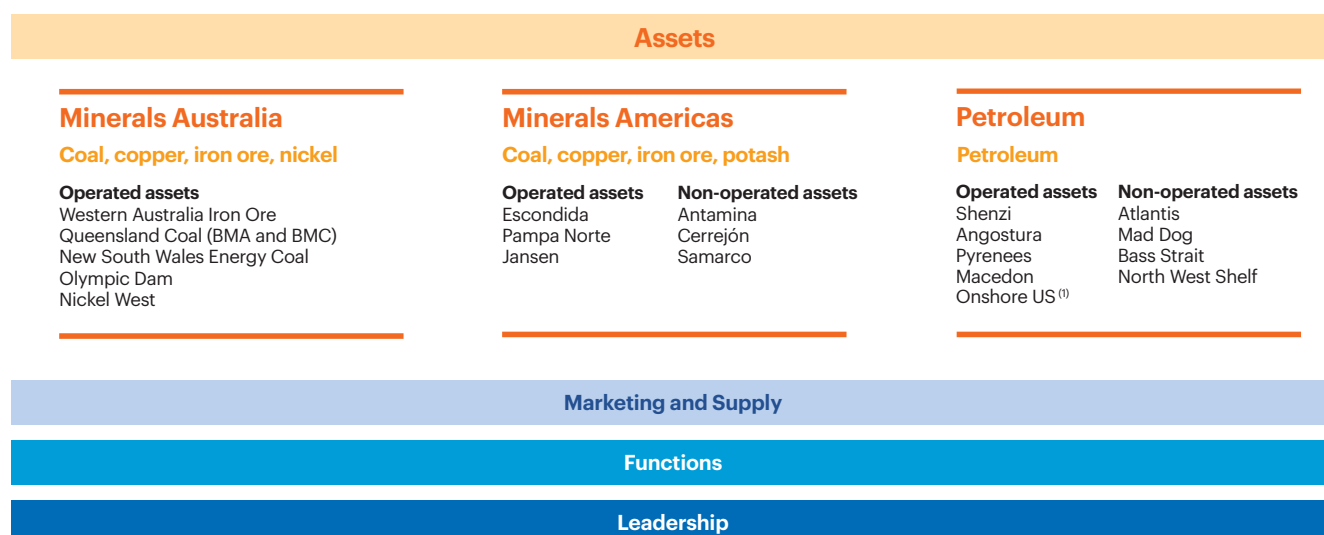 Assets
Minerals Australia
Coal, copper, iron ore, nickel
Operated assets
Western Australia Iron Ore
Queensland Coal (BMA and BMC)
New South Wales Energy Coal
Olympic Dam
Nickel West
Minerals Americas
Coal, copper, iron ore, potash
Operated assets
Escondida
Pampa Norte
Jansen
Non-operated assets
Antamina
Cerrejón
Samarco
Petroleum
Petroleum
Operated assets
Shenzi
Angostura
Pyrenees
Macedon
Onshore US (1)
Non-operated assets
Atlantis
Mad Dog
Bass Strait
North West Shelf
Marketing and Supply
Functions
Leadership